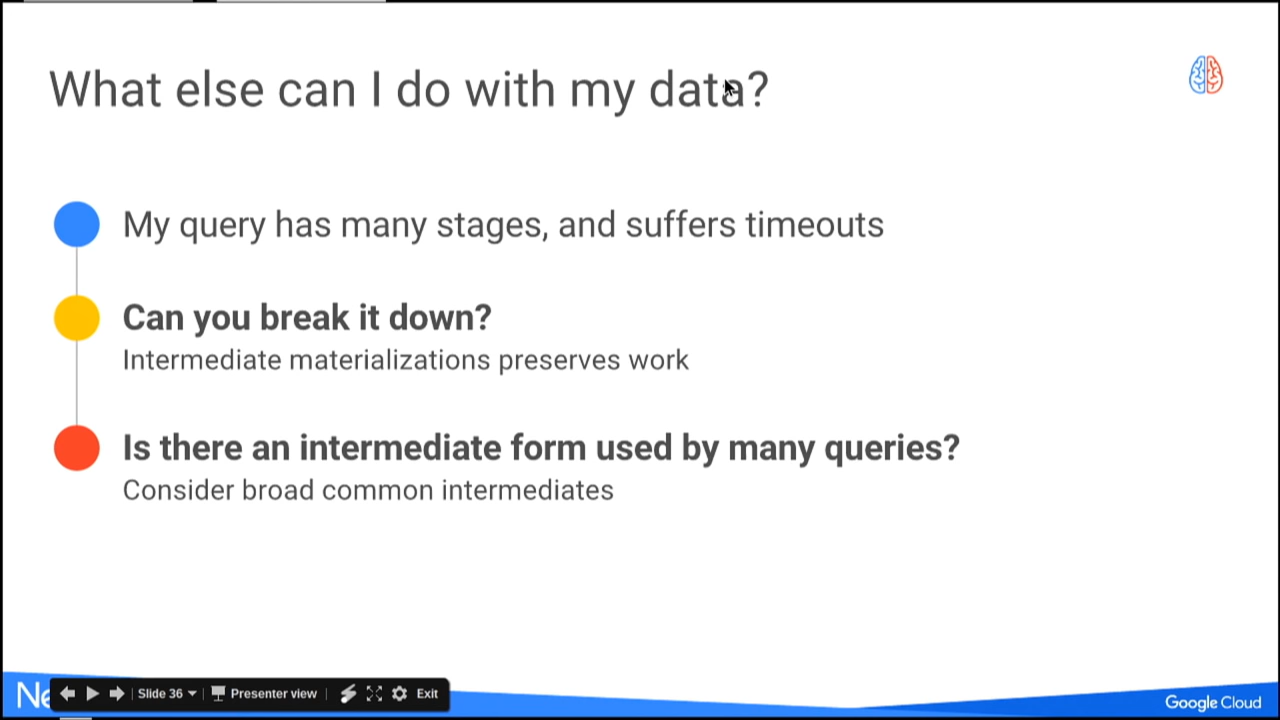 What else can I do with my data?
My query has many stages, and suffers timeouts
Can you break it down?
Intermediate materializations preserves work
Is there an intermediate form used by many queries?
Consider broad common intermediates
Ne
Slide 36
Presenter view
Exit
Google Cloud